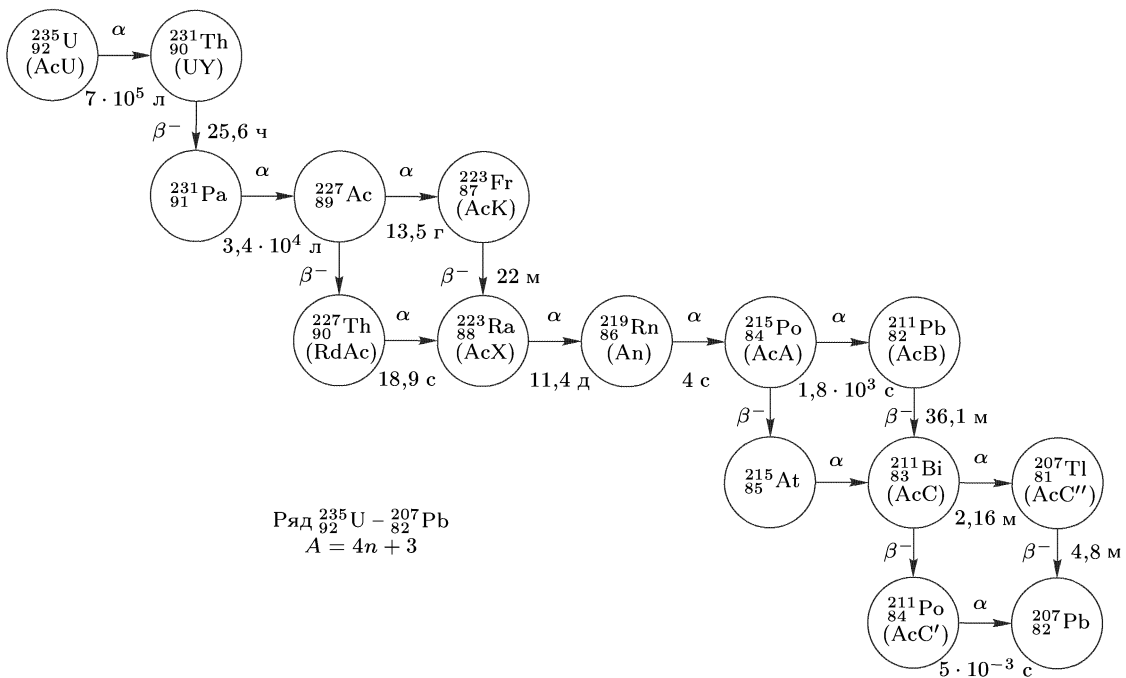 α α
²³⁵₉₂U ²³¹₉₀Th
(AcU) (UY)
7 · 10⁵ л
β⁻ 25,6 ч
α α
²³¹₉₁Pa ²²⁷₈₉Ac ²²³₈₇Fr
(AcK)
3,4 · 10⁴ л 13,5 г
β⁻ β⁻ 22 м
α α α α
²²⁷₉₀Th ²²³₈₈Ra ²¹⁹₈₆Rn ²¹⁵₈₄Po ²¹¹₈₂Pb
(RdAc) (AcX) (An) (AcA) (AcB)
18,9 с 11,4 д 4 с 1,8 · 10³ с
β⁻ β⁻ 36,1 м
α α
²¹⁵₈₅At ²¹¹₈₃Bi ²⁰⁷₈₁Tl
(AcC) (AcC″)
2,16 м
Ряд ²³⁵₉₂U – ²⁰⁷₈₂Pb
A = 4n + 3
β⁻ β⁻ 4,8 м
α
²¹¹₈₄Po ²⁰⁷₈₂Pb
(AcC′)
5 · 10⁻³ с